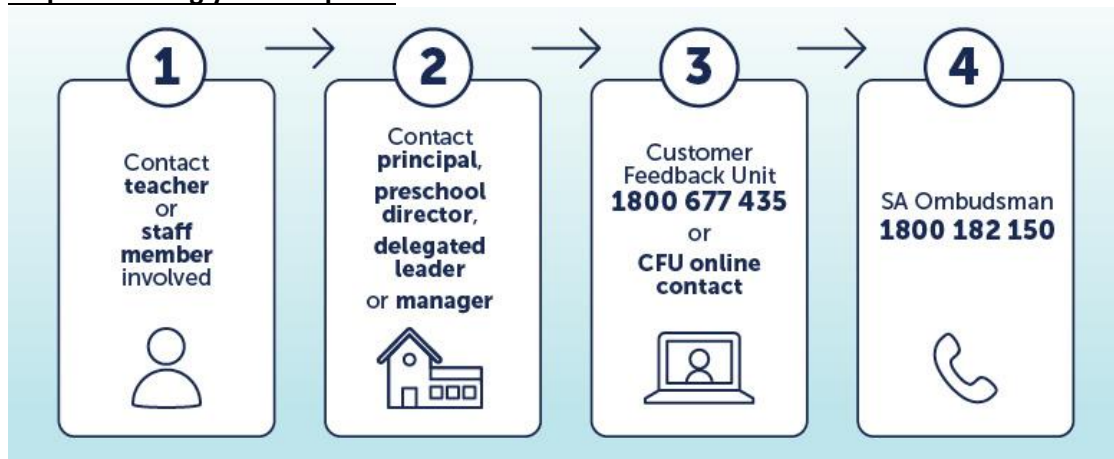 1
Contact
teacher
or
staff
member
involved
2
Contact
principal,
preschool
director,
delegated
leader
or manager
3
Customer
Feedback Unit
1800 677 435
or
CFU online
contact
4
SA Ombudsman
1800 182 150